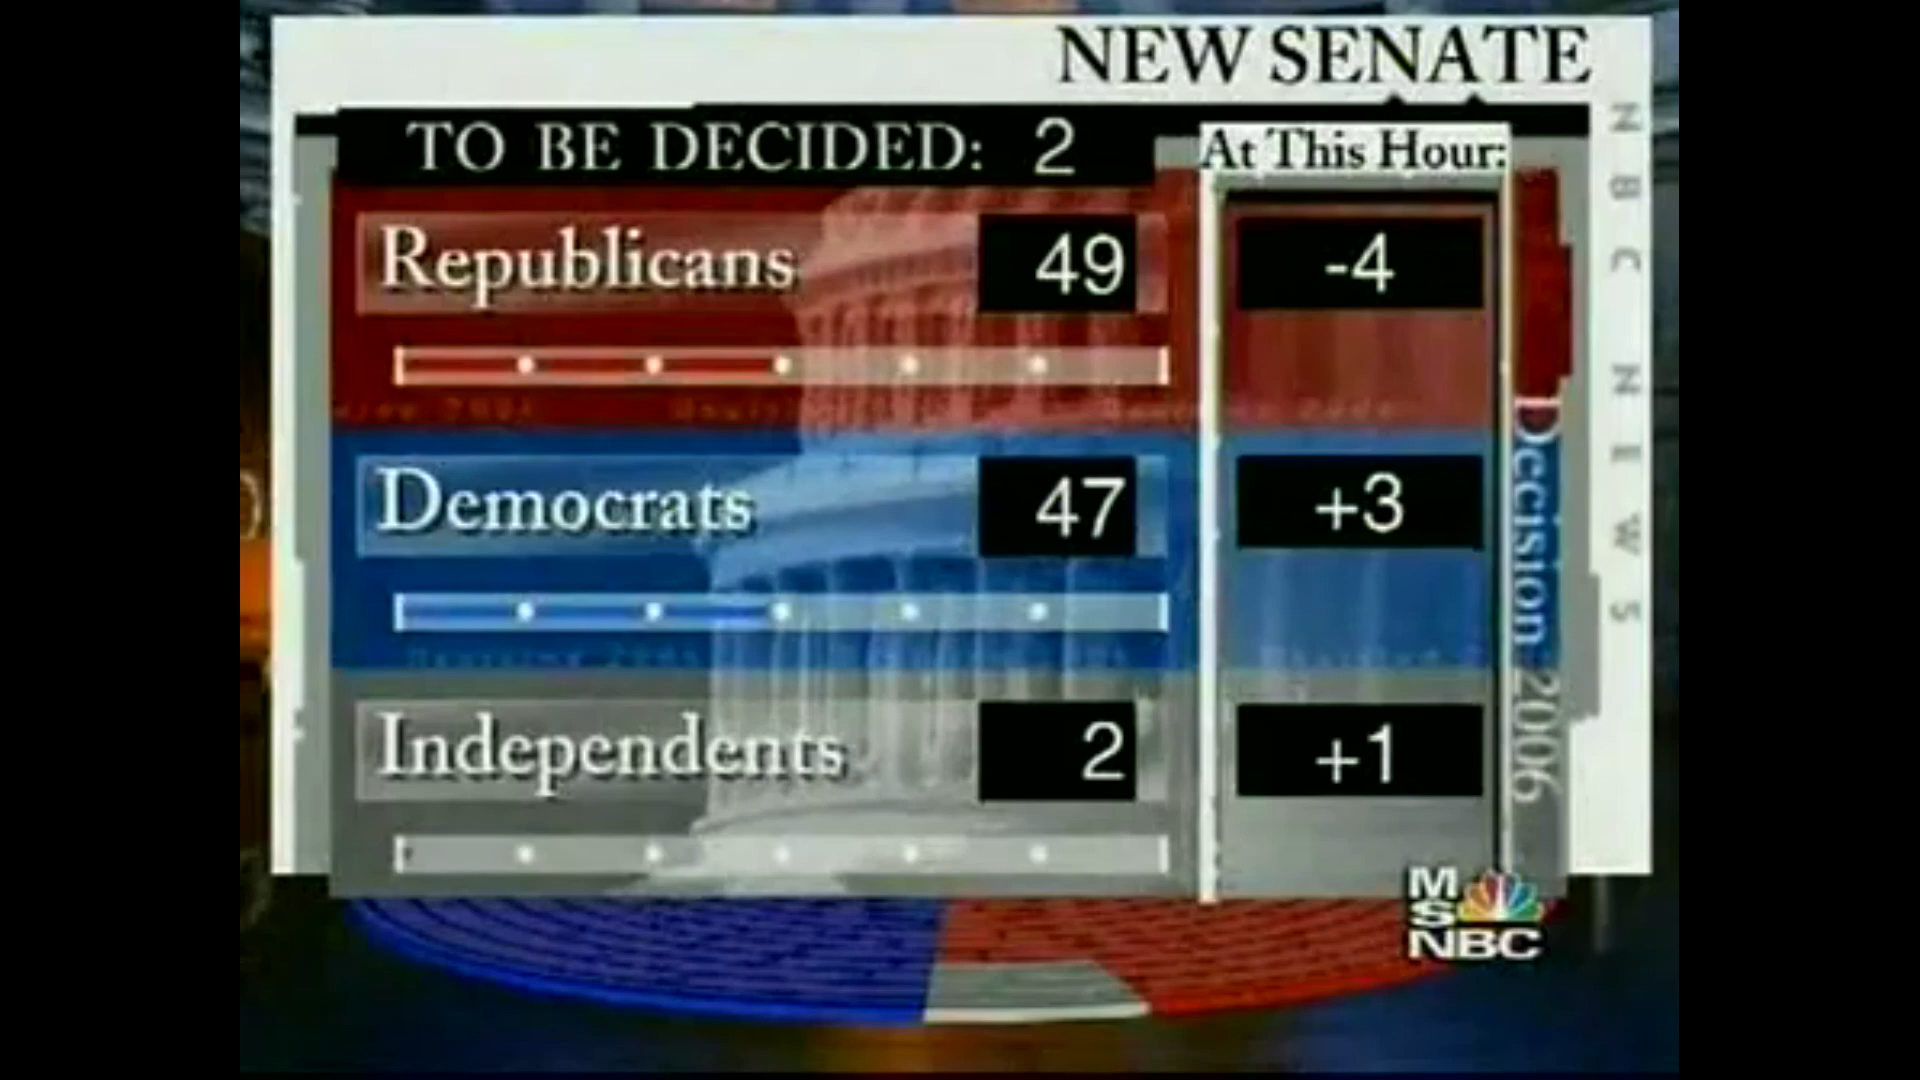 NEW SENATE
TO BE DECIDED: 2
At This Hour:
Republicans 49 -4
Democrats 47 +3
Independents 2 +1
Decision 2006
NBC NEWS
MSNBC